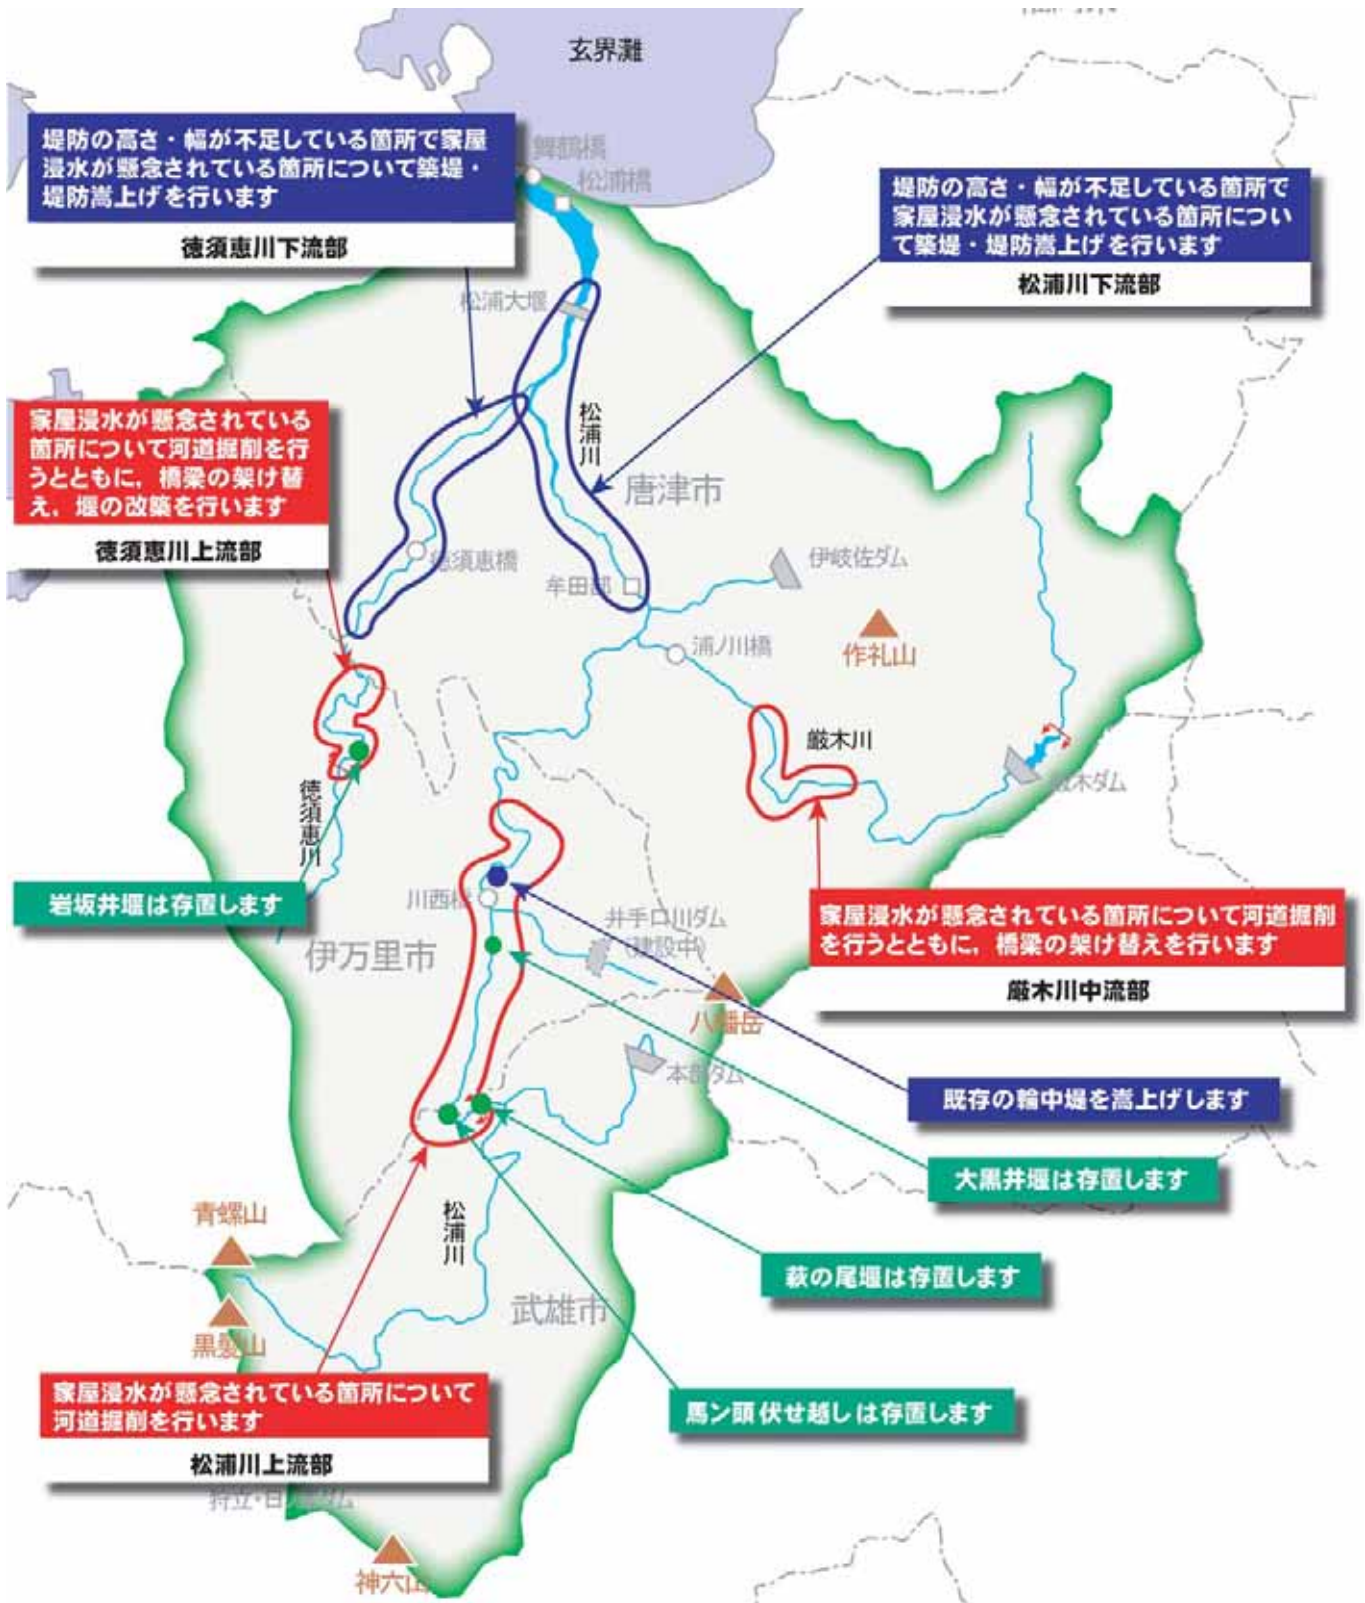 玄界灘
堤防の高さ・幅が不足している箇所で家屋
浸水が懸念されている箇所について築堤・
堤防嵩上げを行います
徳須恵川下流部
舞鶴橋
松浦橋
堤防の高さ・幅が不足している箇所で
家屋浸水が懸念されている箇所につい
て築堤・堤防嵩上げを行います
松浦川下流部
松浦大堰
家屋浸水が懸念されている
箇所について河道掘削を行
うとともに，橋梁の架け替
え，堰の改築を行います
徳須恵川上流部
松浦川
唐津市
徳須恵橋
牟田部
伊岐佐ダム
浦ノ川橋
作礼山
厳木川
厳木ダム
徳須恵川
岩坂井堰は存置します
川西橋
伊万里市
井手口川ダム
(建設中)
家屋浸水が懸念されている箇所について河道掘削
を行うとともに，橋梁の架け替えを行います
厳木川中流部
八幡岳
本部ダム
既存の輪中堤を嵩上げします
大黒井堰は存置します
青螺山
松浦川
萩の尾堰は存置します
武雄市
黒髪山
家屋浸水が懸念されている箇所について
河道掘削を行います
松浦川上流部
馬ン頭伏せ越しは存置します
神六山